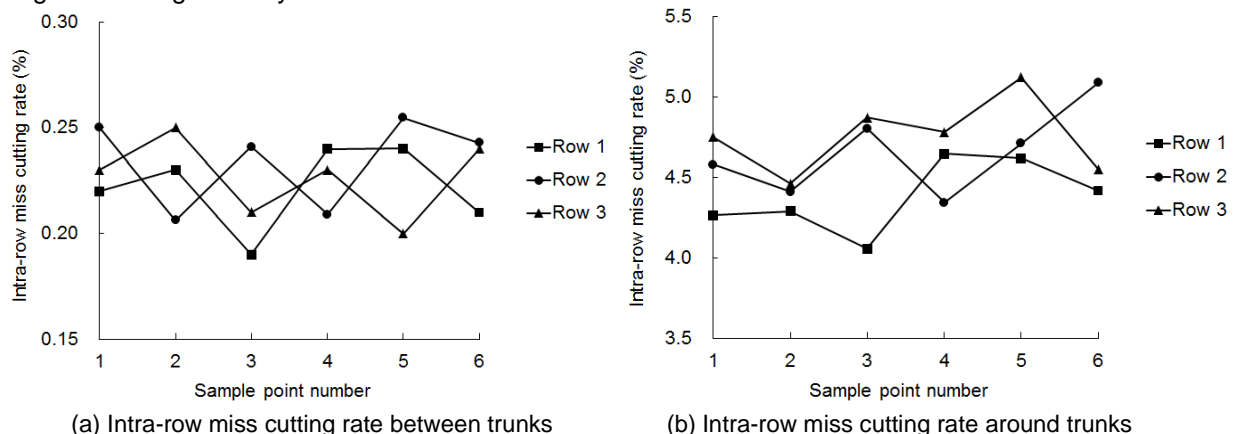 0.30
0.25
0.20
0.15
Intra-row miss cutting rate (%)
1 2 3 4 5 6
Sample point number
Row 1
Row 2
Row 3
(a) Intra-row miss cutting rate between trunks
5.5
5.0
4.5
4.0
3.5
Intra-row miss cutting rate (%)
1 2 3 4 5 6
Sample point number
Row 1
Row 2
Row 3
(b) Intra-row miss cutting rate around trunks